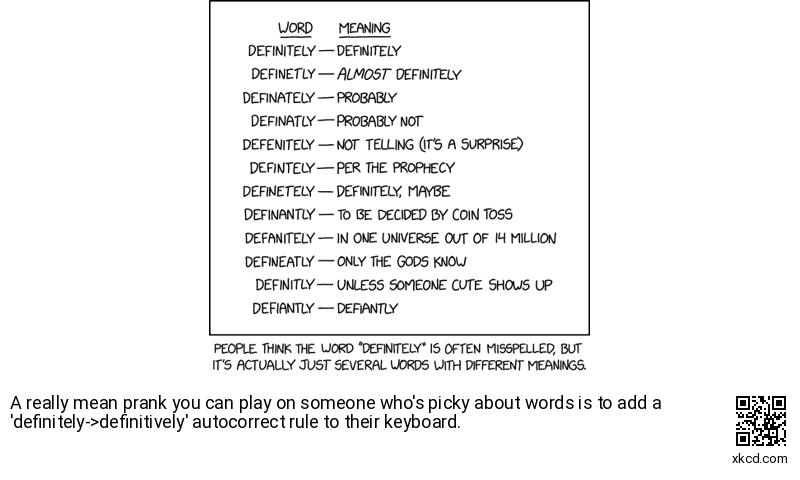 WORD MEANING
DEFINITELY — DEFINITELY
DEFINETLY — ALMOST DEFINITELY
DEFINATELY — PROBABLY
DEFINATLY — PROBABLY NOT
DEFENITELY — NOT TELLING (IT'S A SURPRISE)
DEFINTELY — PER THE PROPHECY
DEFINETELY — DEFINITELY, MAYBE
DEFINANTLY — TO BE DECIDED BY COIN TOSS
DEFANITELY — IN ONE UNIVERSE OUT OF 14 MILLION
DEFINEATLY — ONLY THE GODS KNOW
DEFINITLY — UNLESS SOMEONE CUTE SHOWS UP
DEFIANTLY — DEFIANTLY
PEOPLE THINK THE WORD "DEFINITELY" IS OFTEN MISSPELLED, BUT
IT'S ACTUALLY JUST SEVERAL WORDS WITH DIFFERENT MEANINGS.
A really mean prank you can play on someone who's picky about words is to add a
'definitely->definitively' autocorrect rule to their keyboard.
xkcd.com